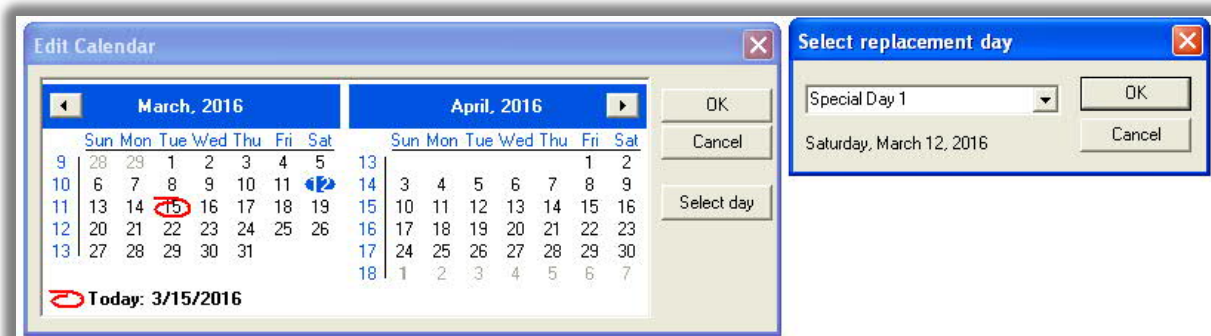 Edit Calendar
March, 2016
Sun Mon Tue Wed Thu Fri Sat
9 28 29 1 2 3 4 5
10 6 7 8 9 10 11 12
11 13 14 15 16 17 18 19
12 20 21 22 23 24 25 26
13 27 28 29 30 31
April, 2016
Sun Mon Tue Wed Thu Fri Sat
13 1 2
14 3 4 5 6 7 8 9
15 10 11 12 13 14 15 16
16 17 18 19 20 21 22 23
17 24 25 26 27 28 29 30
18 1 2 3 4 5 6 7
Today: 3/15/2016
OK
Cancel
Select day
Select replacement day
Special Day 1
Saturday, March 12, 2016
OK
Cancel